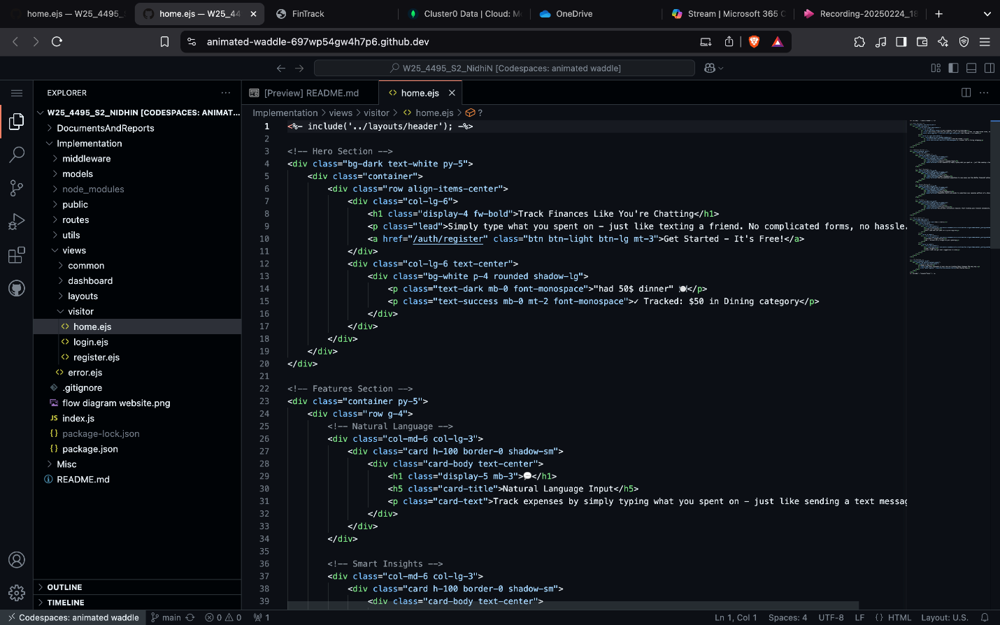 home.ejs — W25_4495_S
home.ejs — W25_44
FinTrack
Cluster0 Data | Cloud: Mo
OneDrive
Stream | Microsoft 365 C
Recording-20250224_18
animated-waddle-697wp54gw4h7p6.github.dev
W25_4495_S2_NidhiN [Codespaces: animated waddle]
EXPLORER
W25_4495_S2_NIDHIN [CODESPACES: ANIMAT...
DocumentsAndReports
Implementation
middleware
models
node_modules
public
routes
utils
views
common
dashboard
layouts
visitor
home.ejs
login.ejs
register.ejs
error.ejs
.gitignore
flow diagram website.png
JS index.js
{} package-lock.json
{} package.json
Misc
README.md
OUTLINE
TIMELINE
[Preview] README.md
home.ejs
Implementation > views > visitor > <> home.ejs > ?
1 <%- include('../layouts/header'); -%>
2
3 <!-- Hero Section -->
4 <div class="bg-dark text-white py-5">
5 <div class="container">
6 <div class="row align-items-center">
7 <div class="col-lg-6">
8 <h1 class="display-4 fw-bold">Track Finances Like You're Chatting</h1>
9 <p class="lead">Simply type what you spent on - just like texting a friend. No complicated forms, no hassle.
10 <a href="/auth/register" class="btn btn-light btn-lg mt-3">Get Started - It's Free!</a>
11 </div>
12 <div class="col-lg-6 text-center">
13 <div class="bg-white p-4 rounded shadow-lg">
14 <p class="text-dark mb-0 font-monospace">"had 50$ dinner" 🍽️</p>
15 <p class="text-success mb-0 mt-2 font-monospace">✓ Tracked: $50 in Dining category</p>
16 </div>
17 </div>
18 </div>
19 </div>
20 </div>
21
22 <!-- Features Section -->
23 <div class="container py-5">
24 <div class="row g-4">
25 <!-- Natural Language -->
26 <div class="col-md-6 col-lg-3">
27 <div class="card h-100 border-0 shadow-sm">
28 <div class="card-body text-center">
29 <h1 class="display-5 mb-3">💬</h1>
30 <h5 class="card-title">Natural Language Input</h5>
31 <p class="card-text">Track expenses by simply typing what you spent on - just like sending a text messag
32 </div>
33 </div>
34 </div>
35
36 <!-- Smart Insights -->
37 <div class="col-md-6 col-lg-3">
38 <div class="card h-100 border-0 shadow-sm">
39 <div class="card-body text-center">
Codespaces: animated waddle
main
0 0
1
Ln 1, Col 1
Spaces: 4
UTF-8
LF
{} HTML
Layout: U.S.